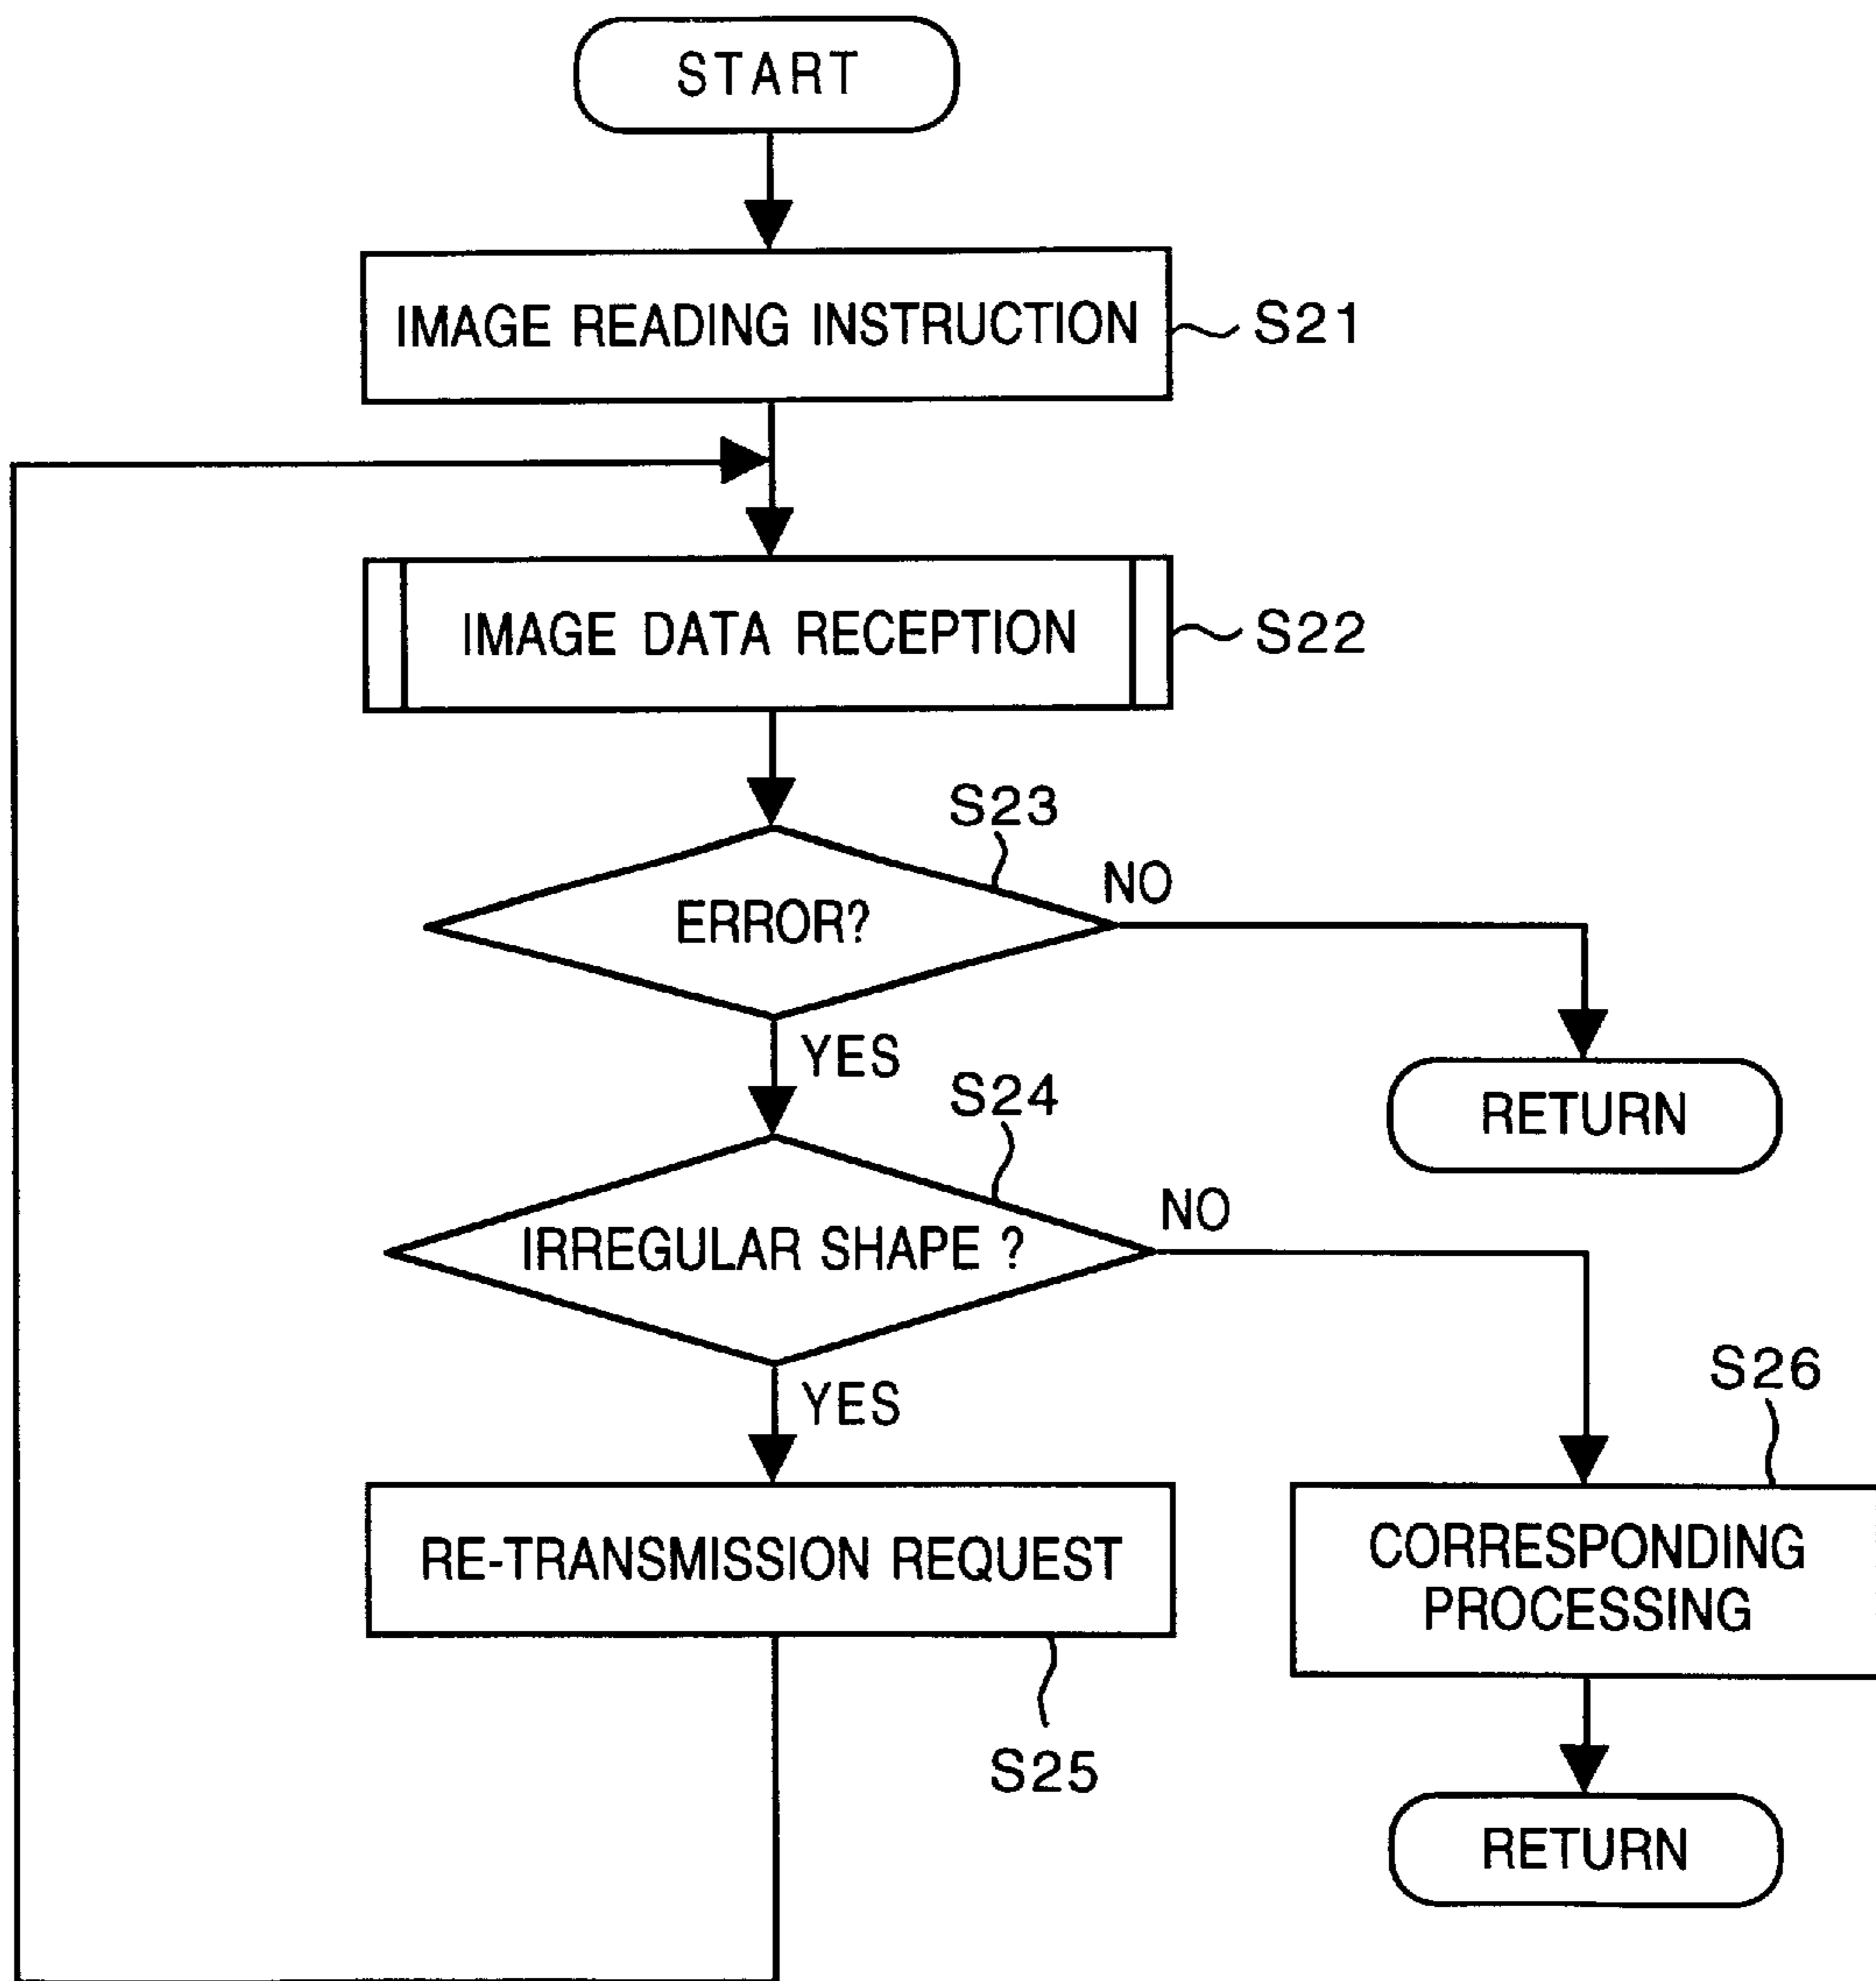 START
IMAGE READING INSTRUCTION
S21
IMAGE DATA RECEPTION
S22
S23
ERROR?
NO
YES
RETURN
S24
IRREGULAR SHAPE ?
NO
YES
S26
RE-TRANSMISSION REQUEST
CORRESPONDING
PROCESSING
S25
RETURN